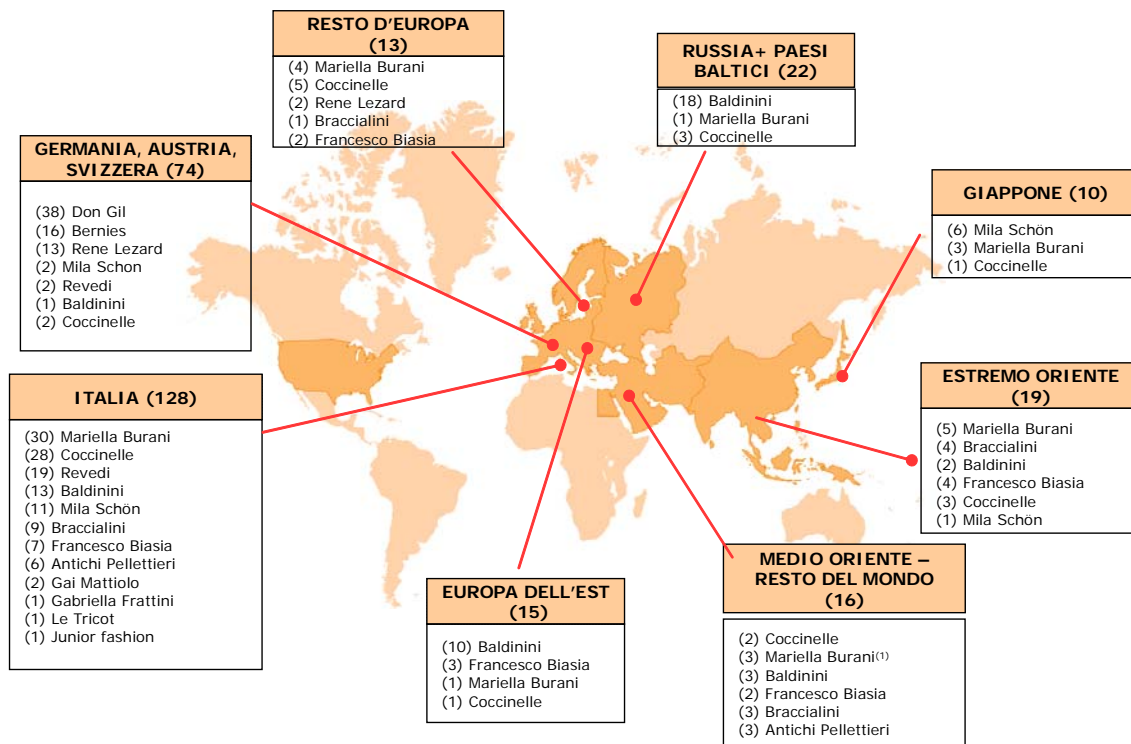 RESTO D'EUROPA
(13)
(4) Mariella Burani
(5) Coccinelle
(2) Rene Lezard
(1) Braccialini
(2) Francesco Biasia
RUSSIA+ PAESI
BALTICI (22)
(18) Baldinini
(1) Mariella Burani
(3) Coccinelle
GERMANIA, AUSTRIA,
SVIZZERA (74)
(38) Don Gil
(16) Bernies
(13) Rene Lezard
(2) Mila Schon
(2) Revedi
(1) Baldinini
(2) Coccinelle
GIAPPONE (10)
(6) Mila Schön
(3) Mariella Burani
(1) Coccinelle
ITALIA (128)
(30) Mariella Burani
(28) Coccinelle
(19) Revedi
(13) Baldinini
(11) Mila Schön
(9) Braccialini
(7) Francesco Biasia
(6) Antichi Pellettieri
(2) Gai Mattiolo
(1) Gabriella Frattini
(1) Le Tricot
(1) Junior fashion
ESTREMO ORIENTE
(19)
(5) Mariella Burani
(4) Braccialini
(2) Baldinini
(4) Francesco Biasia
(3) Coccinelle
(1) Mila Schön
EUROPA DELL'EST
(15)
(10) Baldinini
(3) Francesco Biasia
(1) Mariella Burani
(1) Coccinelle
MEDIO ORIENTE –
RESTO DEL MONDO
(16)
(2) Coccinelle
(3) Mariella Burani(1)
(3) Baldinini
(2) Francesco Biasia
(3) Braccialini
(3) Antichi Pellettieri